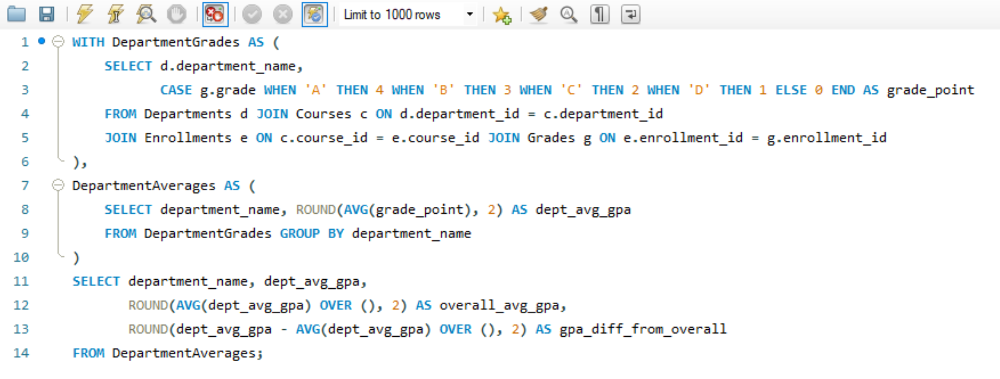 Limit to 1000 rows
1 WITH DepartmentGrades AS (
2 SELECT d.department_name,
3 CASE g.grade WHEN 'A' THEN 4 WHEN 'B' THEN 3 WHEN 'C' THEN 2 WHEN 'D' THEN 1 ELSE 0 END AS grade_point
4 FROM Departments d JOIN Courses c ON d.department_id = c.department_id
5 JOIN Enrollments e ON c.course_id = e.course_id JOIN Grades g ON e.enrollment_id = g.enrollment_id
6 ),
7 DepartmentAverages AS (
8 SELECT department_name, ROUND(AVG(grade_point), 2) AS dept_avg_gpa
9 FROM DepartmentGrades GROUP BY department_name
10 )
11 SELECT department_name, dept_avg_gpa,
12 ROUND(AVG(dept_avg_gpa) OVER (), 2) AS overall_avg_gpa,
13 ROUND(dept_avg_gpa - AVG(dept_avg_gpa) OVER (), 2) AS gpa_diff_from_overall
14 FROM DepartmentAverages;